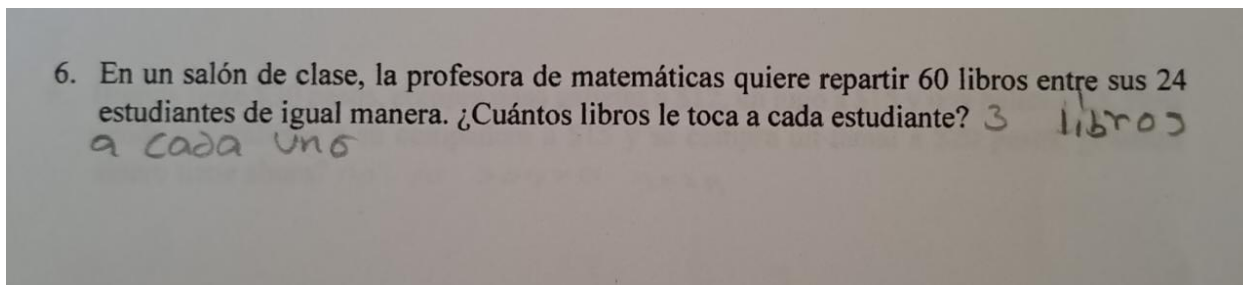 6. En un salón de clase, la profesora de matemáticas quiere repartir 60 libros entre sus 24
estudiantes de igual manera. ¿Cuántos libros le toca a cada estudiante? 3 libros
a cada uno